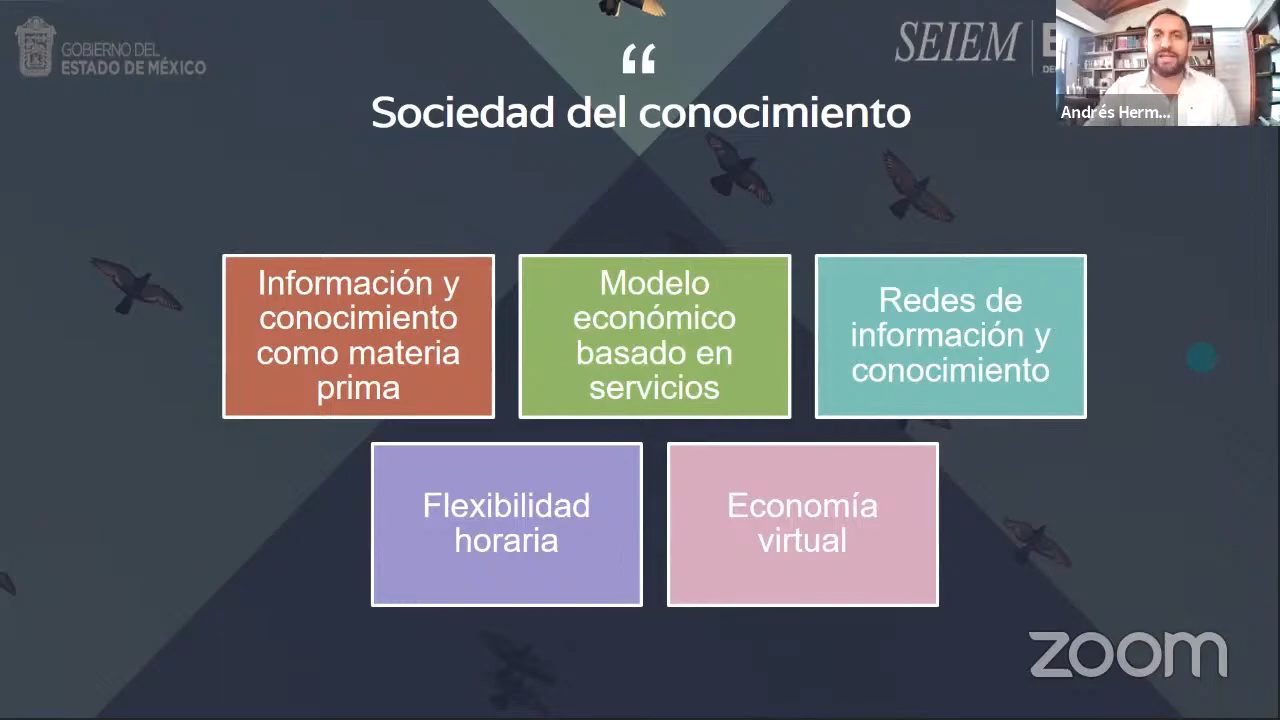 GOBIERNO DEL
ESTADO DE MÉXICO
SEIEM
“
Sociedad del conocimiento
Andrés Herm...
Información y
conocimiento
como materia
prima
Modelo
económico
basado en
servicios
Redes de
información y
conocimiento
Flexibilidad
horaria
Economía
virtual
zoom